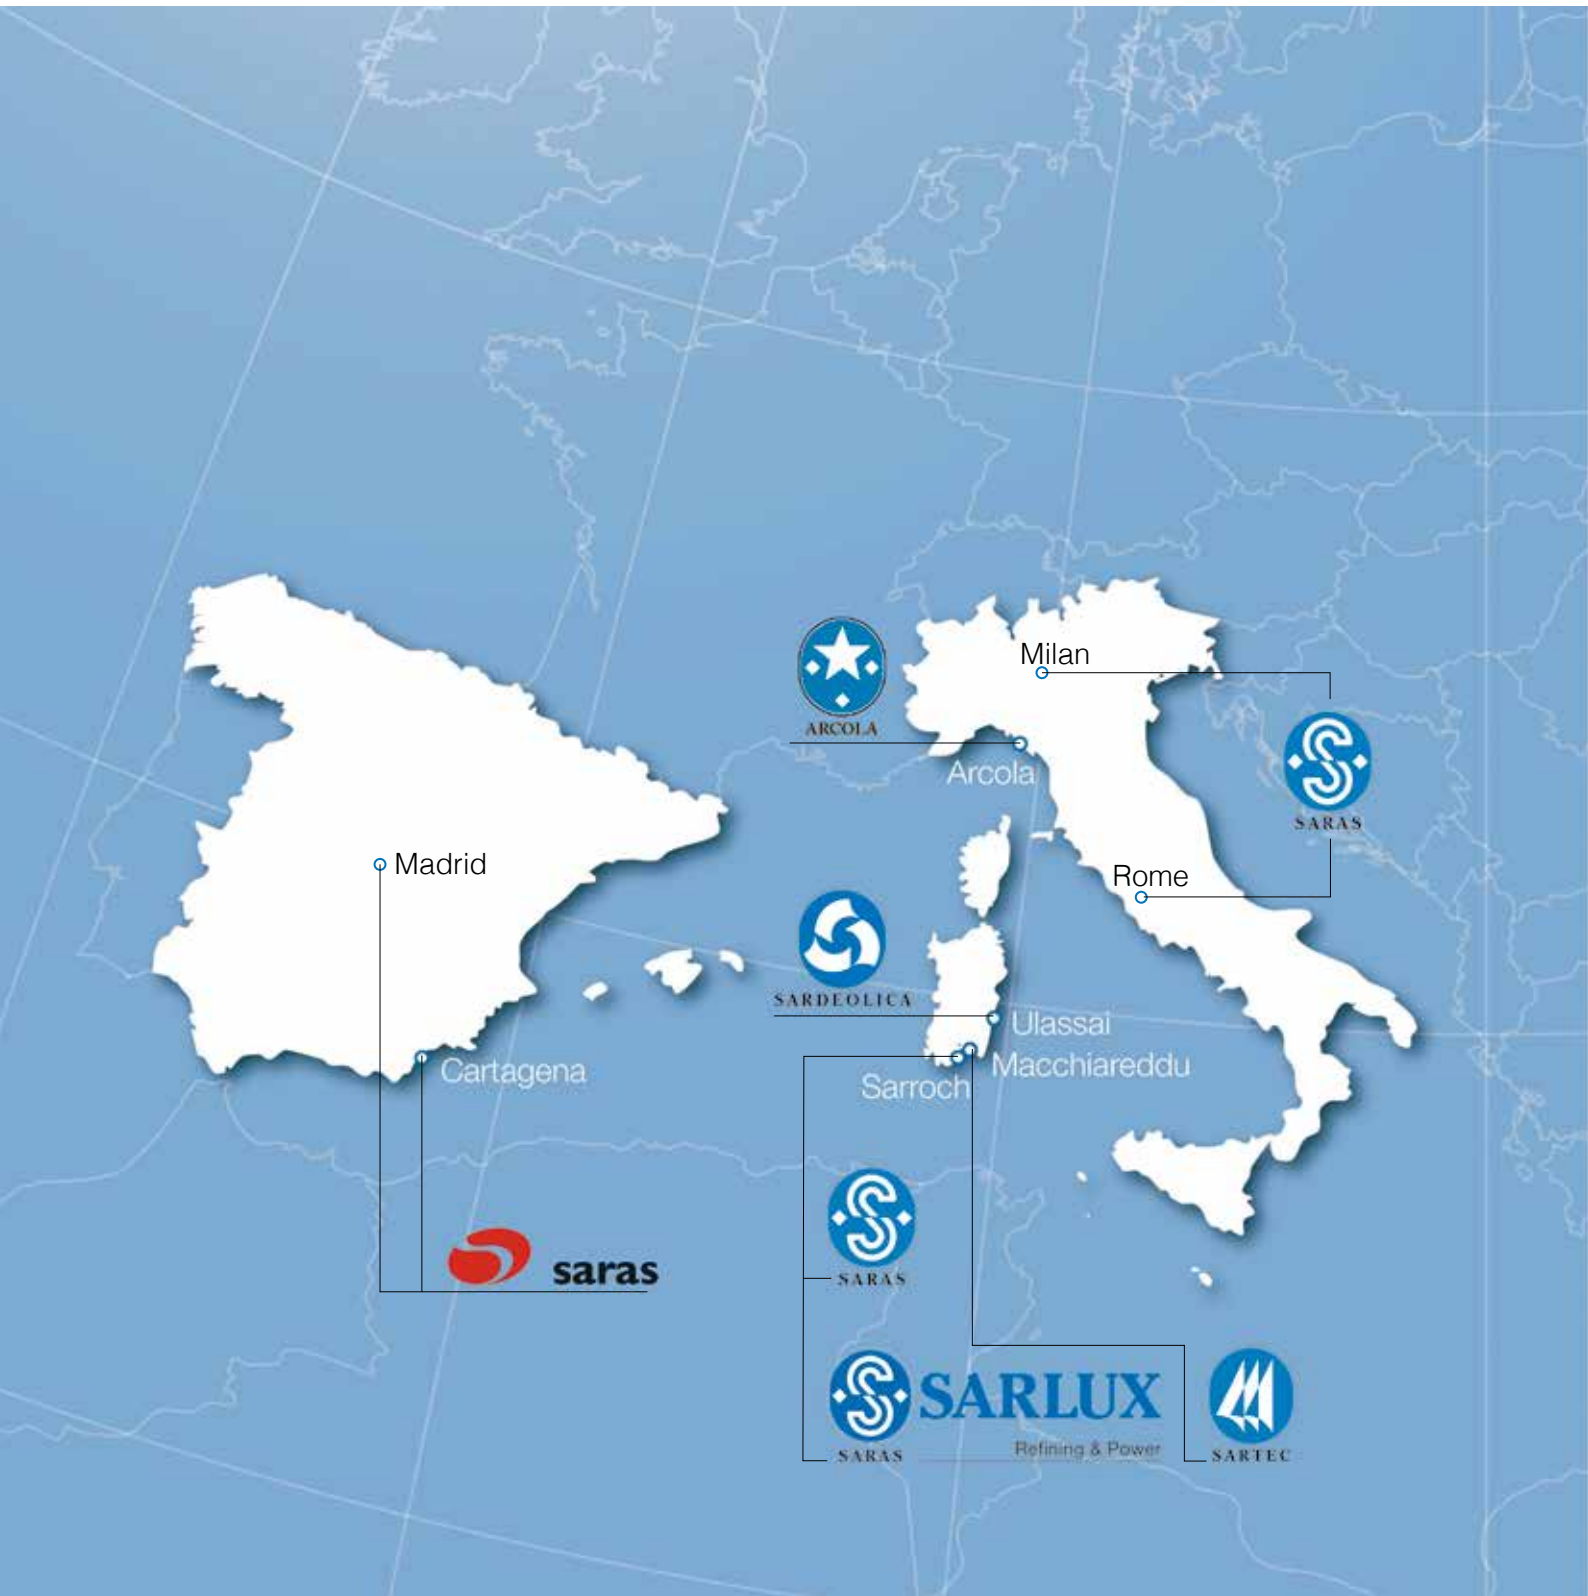 Milan
ARCOLA
Arcola
SARAS
Madrid
Rome
SARDEOLICA
Ulassai
Cartagena
Macchiareddu
Sarroch
saras
SARAS
SARLUX
Refining & Power
SARAS
SARTEC